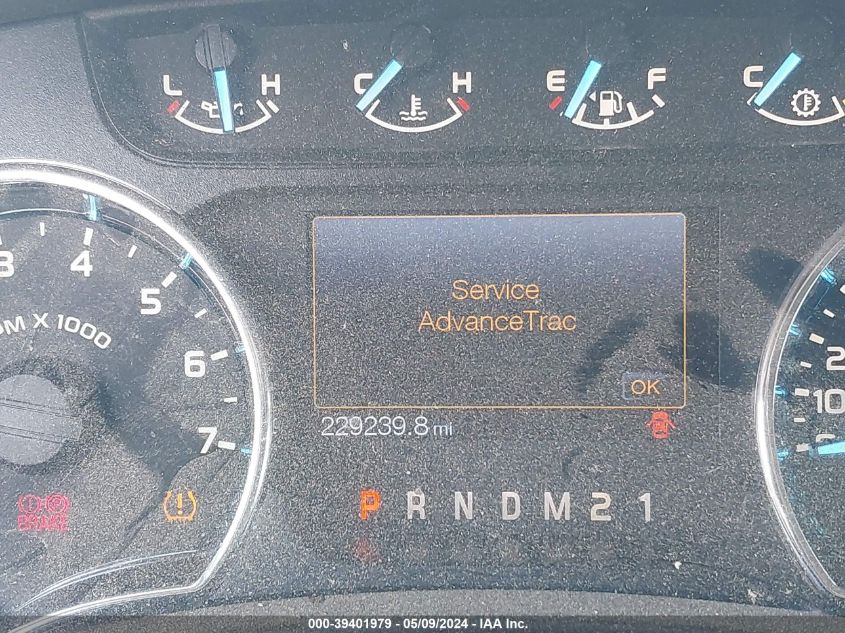 L H C H E F C
3 4 5 6 7
X 1000
Service
AdvanceTrac
OK
229239.8 mi
BRAKE
P R N D M 2 1
10
000-39401979 - 05/09/2024 - IAA Inc.